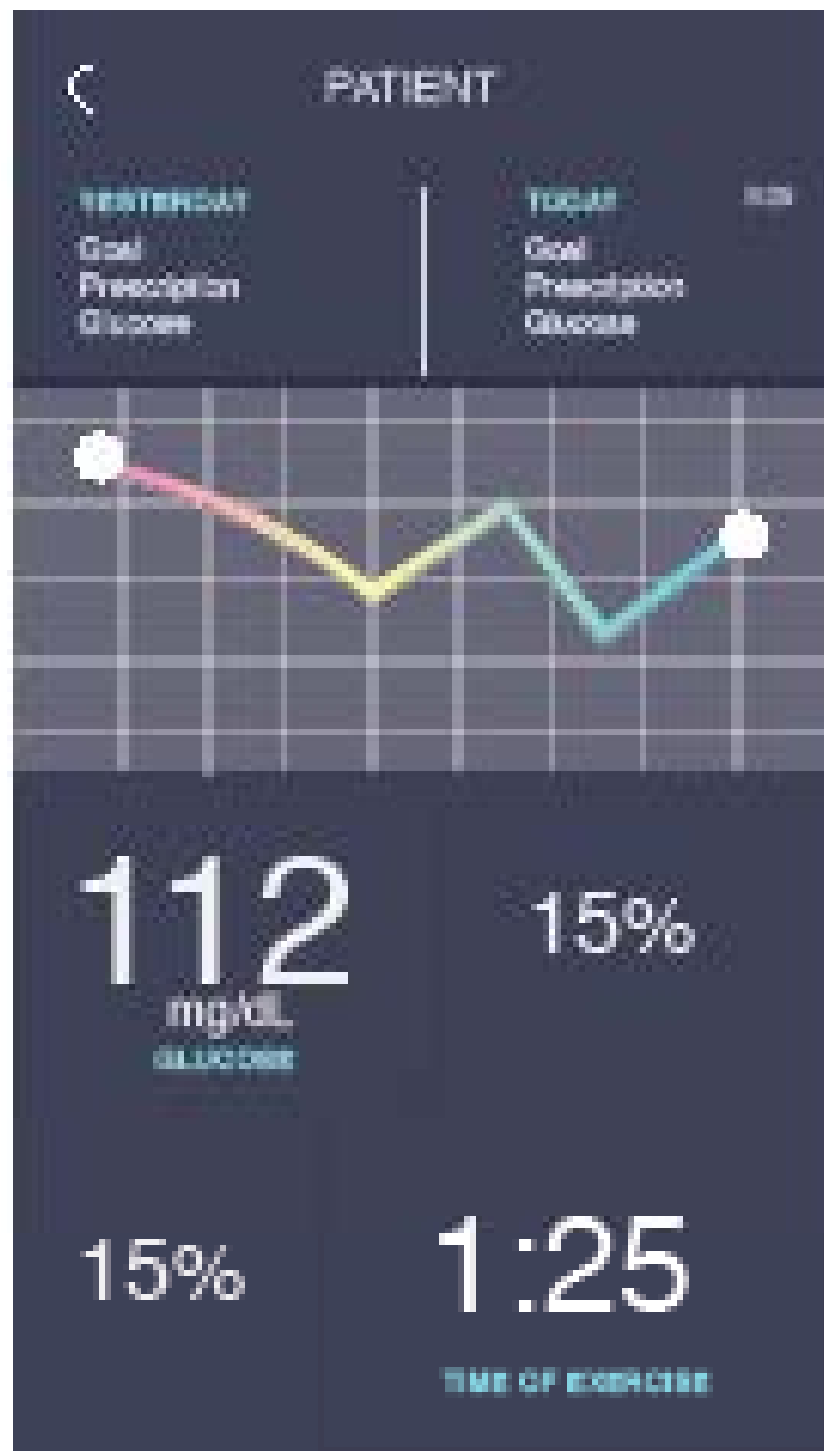 PATIENT
YESTERDAY
Goal
Prescription
Glucose
TODAY
Goal
Prescription
Glucose
112
mg/dL
GLUCOSE
15%
15%
1:25
TIME OF EXERCISE